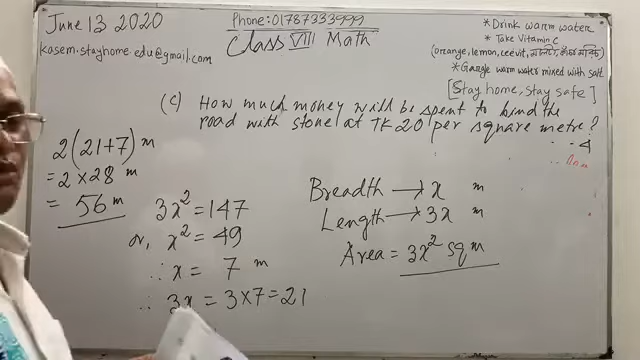 June 13 2020
kasem.stayhome.edu@gmail.com
Phone: 01787333999
Class VIII Math
* Drink warm water
* Take Vitamin C
(orange, lemon, ceevit,
* Gargle warm water mixed with salt
[Stay home, stay safe]
(c) How much money will be spent to bind the
road with stone at TK 20 per square metre?
4
2(21+7) m
= 2 × 28 m
= 56 m
3x² = 147
or, x² = 49
∴ x = 7 m
∴ 3x = 3×7 = 21
Breadth → x m
Length → 3x m
Area = 3x² sq m